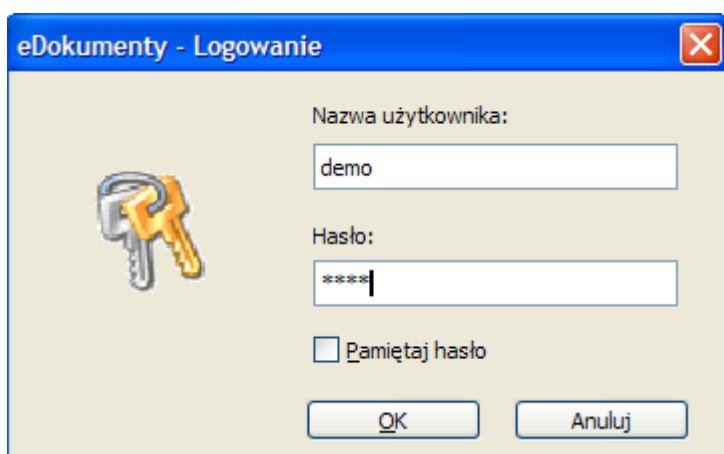 eDokumenty - Logowanie
Nazwa użytkownika:
demo
Hasło:
****
Pamiętaj hasło
OK
Anuluj